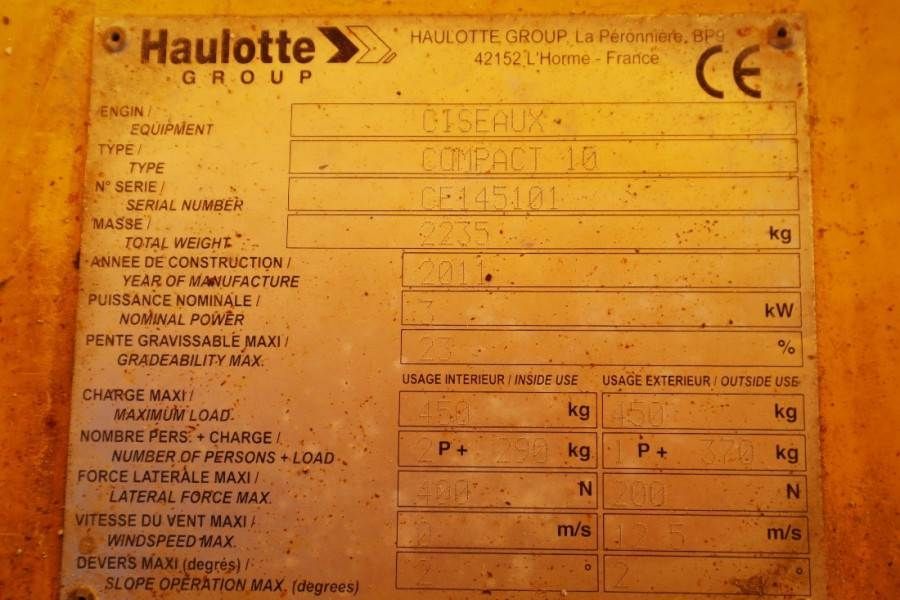 Haulotte
GROUP
HAULOTTE GROUP, La Péronnière, BP9
42152 L'Horme - France
CE
ENGIN /
EQUIPMENT
CISEAUX
TYPE /
TYPE
COMPACT 10
N° SERIE /
SERIAL NUMBER
CE145101
MASSE /
TOTAL WEIGHT
2235 kg
ANNEE DE CONSTRUCTION /
YEAR OF MANUFACTURE
2011
PUISSANCE NOMINALE /
NOMINAL POWER
3 kW
PENTE GRAVISSABLE MAXI /
GRADEABILITY MAX.
23 %
USAGE INTERIEUR / INSIDE USE USAGE EXTERIEUR / OUTSIDE USE
CHARGE MAXI /
MAXIMUM LOAD.
450 kg 450 kg
NOMBRE PERS. + CHARGE /
NUMBER OF PERSONS + LOAD
2 P + 290 kg 1 P + 370 kg
FORCE LATERALE MAXI /
LATERAL FORCE MAX.
400 N 200 N
VITESSE DU VENT MAXI /
WINDSPEED MAX.
0 m/s 12.5 m/s
DEVERS MAXI (degrés) /
SLOPE OPERATION MAX. (degrees)
2 ° 2 °